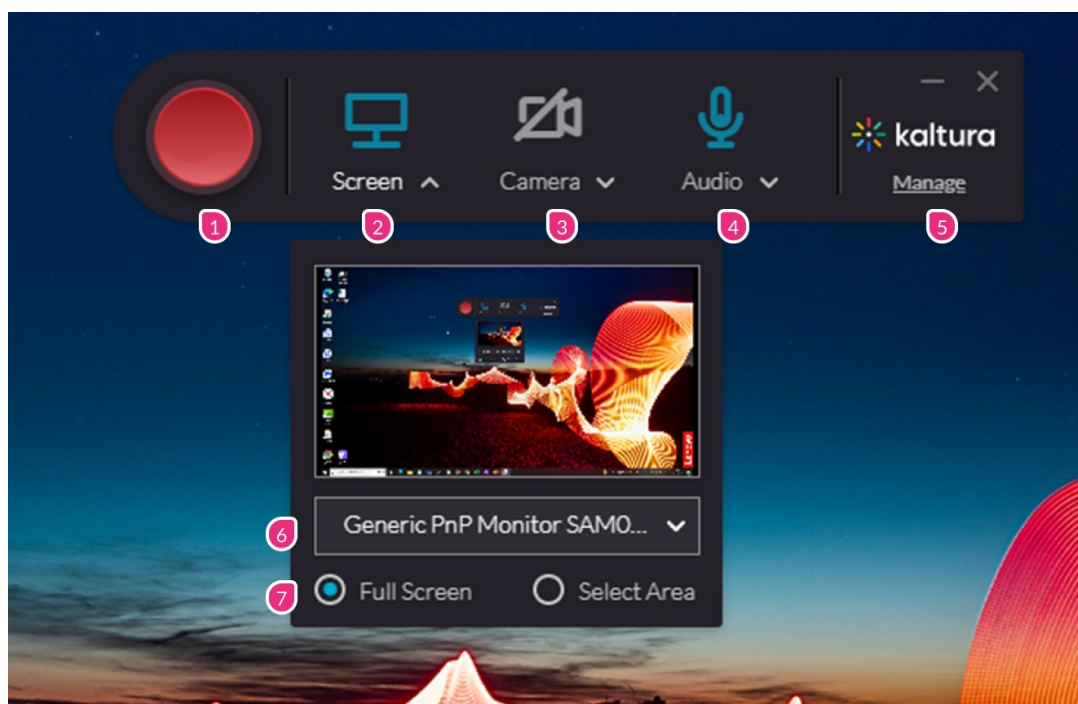 kaltura
Screen Camera Audio Manage
1 2 3 4 5
6 Generic PnP Monitor SAM0...
7 Full Screen Select Area